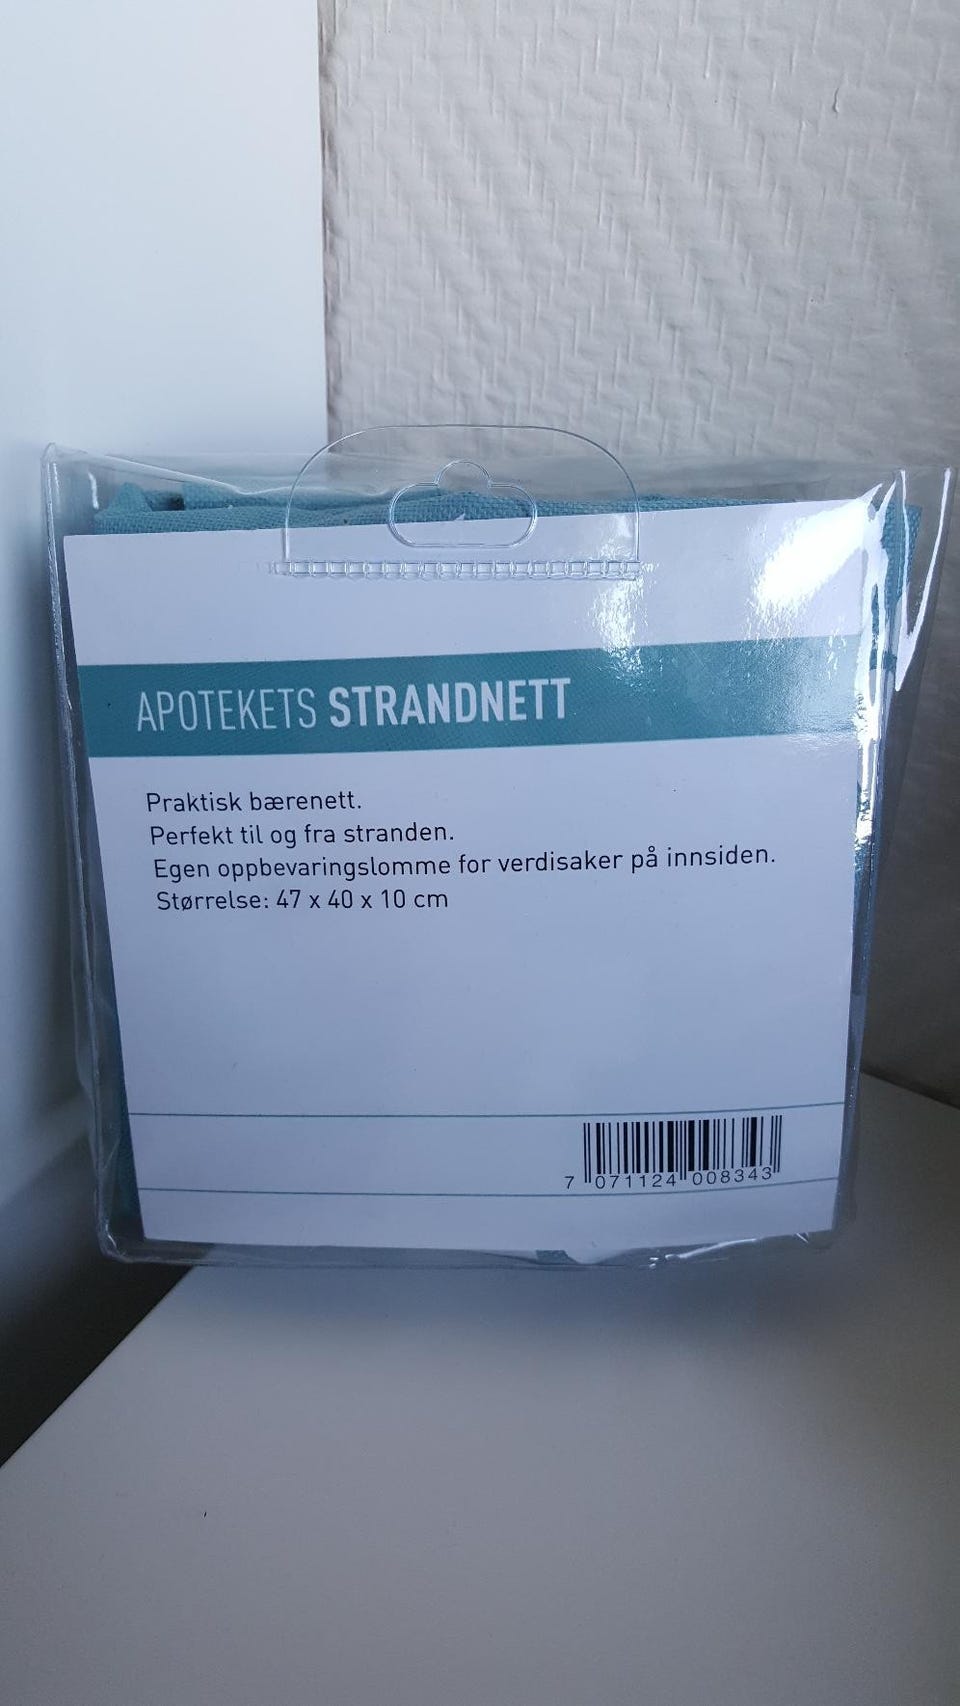 APOTEKETS STRANDNETT
Praktisk bærenett.
Perfekt til og fra stranden.
Egen oppbevaringslomme for verdisaker på innsiden.
Størrelse: 47 x 40 x 10 cm
7 071124 008343